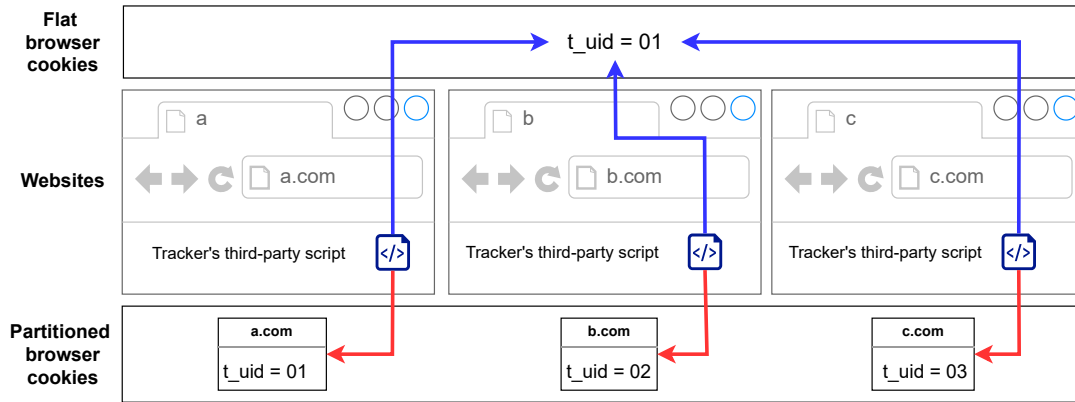 Flat
browser
cookies
t_uid = 01
Websites
a
a.com
Tracker's third-party script
</>
b
b.com
Tracker's third-party script
</>
c
c.com
Tracker's third-party script
</>
Partitioned
browser
cookies
a.com
t_uid = 01
b.com
t_uid = 02
c.com
t_uid = 03